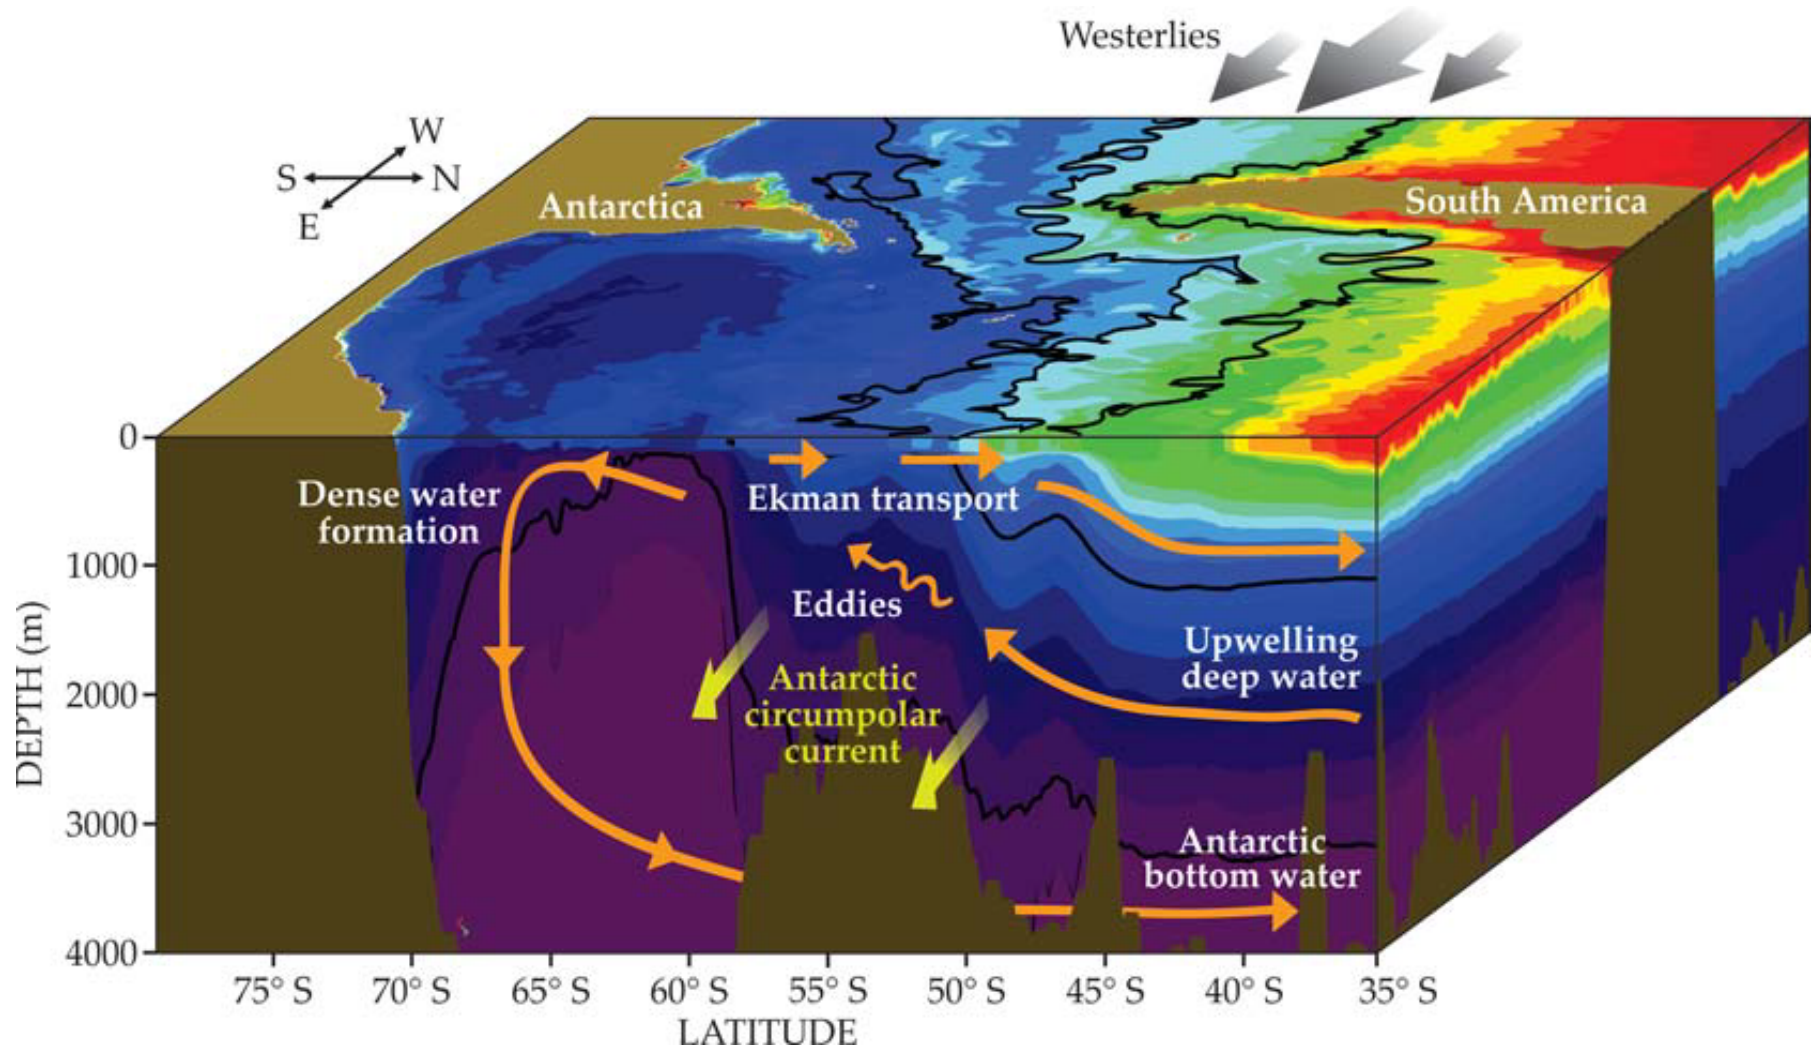 Westerlies
W
S
N
E
Antarctica
South America
0
Dense water
formation
Ekman transport
1000
Eddies
Upwelling
deep water
2000
Antarctic
circumpolar
current
DEPTH (m)
3000
Antarctic
bottom water
4000
75° S
70° S
65° S
60° S
55° S
50° S
45° S
40° S
35° S
LATITUDE